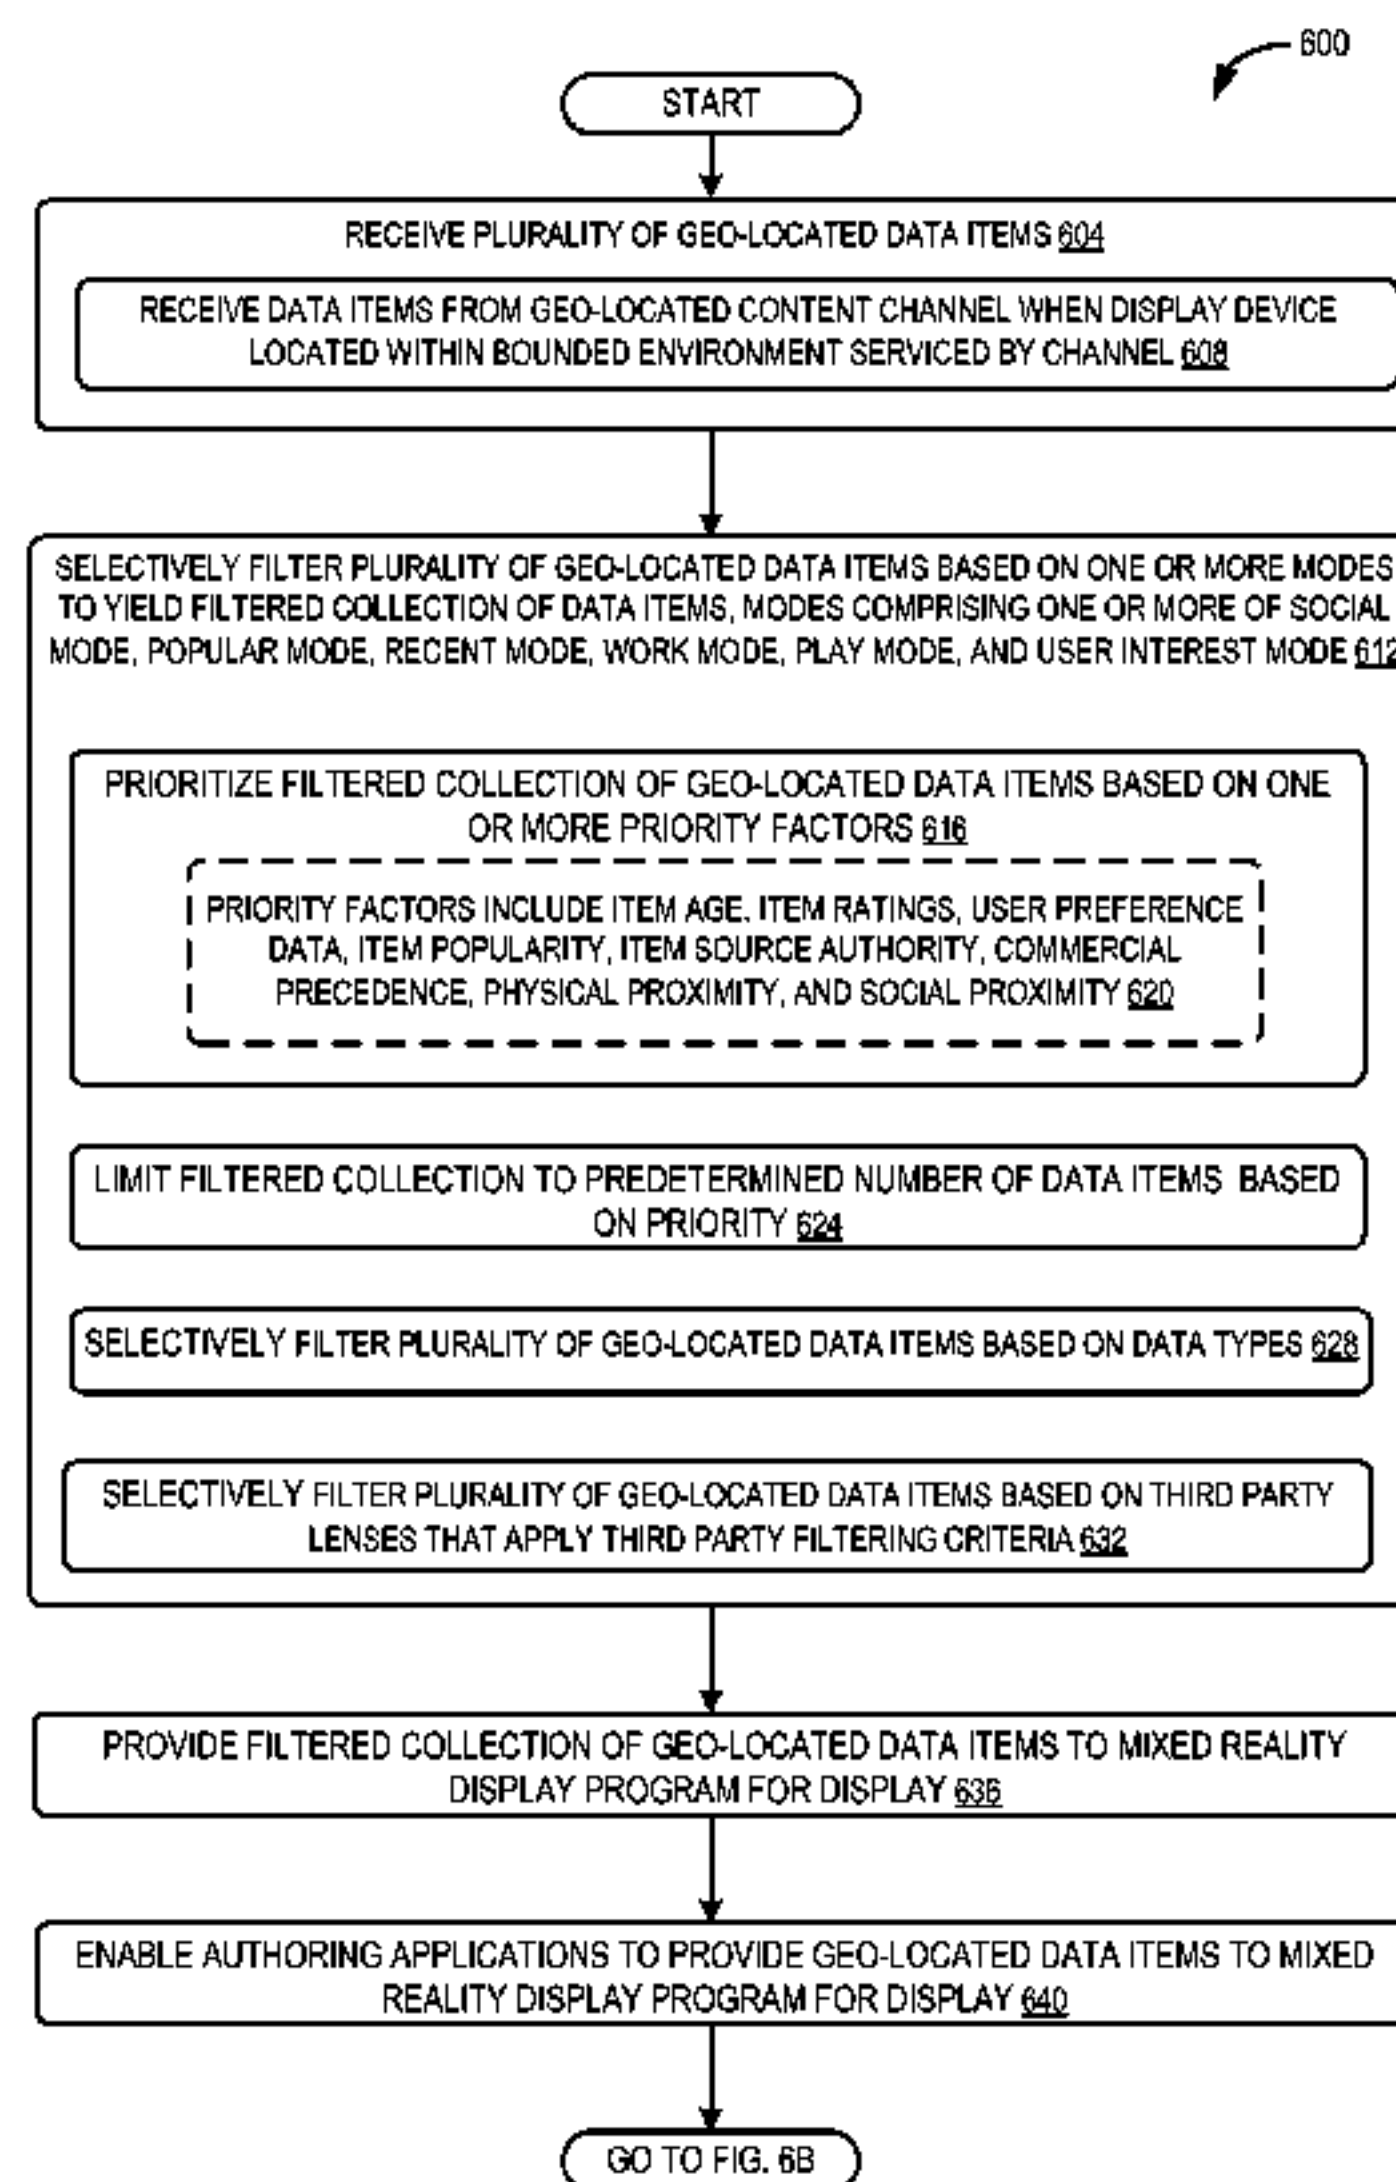 600
START
RECEIVE PLURALITY OF GEO-LOCATED DATA ITEMS 604
RECEIVE DATA ITEMS FROM GEO-LOCATED CONTENT CHANNEL WHEN DISPLAY DEVICE
LOCATED WITHIN BOUNDED ENVIRONMENT SERVICED BY CHANNEL 608
SELECTIVELY FILTER PLURALITY OF GEO-LOCATED DATA ITEMS BASED ON ONE OR MORE MODES
TO YIELD FILTERED COLLECTION OF DATA ITEMS, MODES COMPRISING ONE OR MORE OF SOCIAL
MODE, POPULAR MODE, RECENT MODE, WORK MODE, PLAY MODE, AND USER INTEREST MODE 612
PRIORITIZE FILTERED COLLECTION OF GEO-LOCATED DATA ITEMS BASED ON ONE
OR MORE PRIORITY FACTORS 616
PRIORITY FACTORS INCLUDE ITEM AGE, ITEM RATINGS, USER PREFERENCE
DATA, ITEM POPULARITY, ITEM SOURCE AUTHORITY, COMMERCIAL
PRECEDENCE, PHYSICAL PROXIMITY, AND SOCIAL PROXIMITY 620
LIMIT FILTERED COLLECTION TO PREDETERMINED NUMBER OF DATA ITEMS BASED
ON PRIORITY 624
SELECTIVELY FILTER PLURALITY OF GEO-LOCATED DATA ITEMS BASED ON DATA TYPES 628
SELECTIVELY FILTER PLURALITY OF GEO-LOCATED DATA ITEMS BASED ON THIRD PARTY
LENSES THAT APPLY THIRD PARTY FILTERING CRITERIA 632
PROVIDE FILTERED COLLECTION OF GEO-LOCATED DATA ITEMS TO MIXED REALITY
DISPLAY PROGRAM FOR DISPLAY 636
ENABLE AUTHORING APPLICATIONS TO PROVIDE GEO-LOCATED DATA ITEMS TO MIXED
REALITY DISPLAY PROGRAM FOR DISPLAY 640
GO TO FIG. 6B